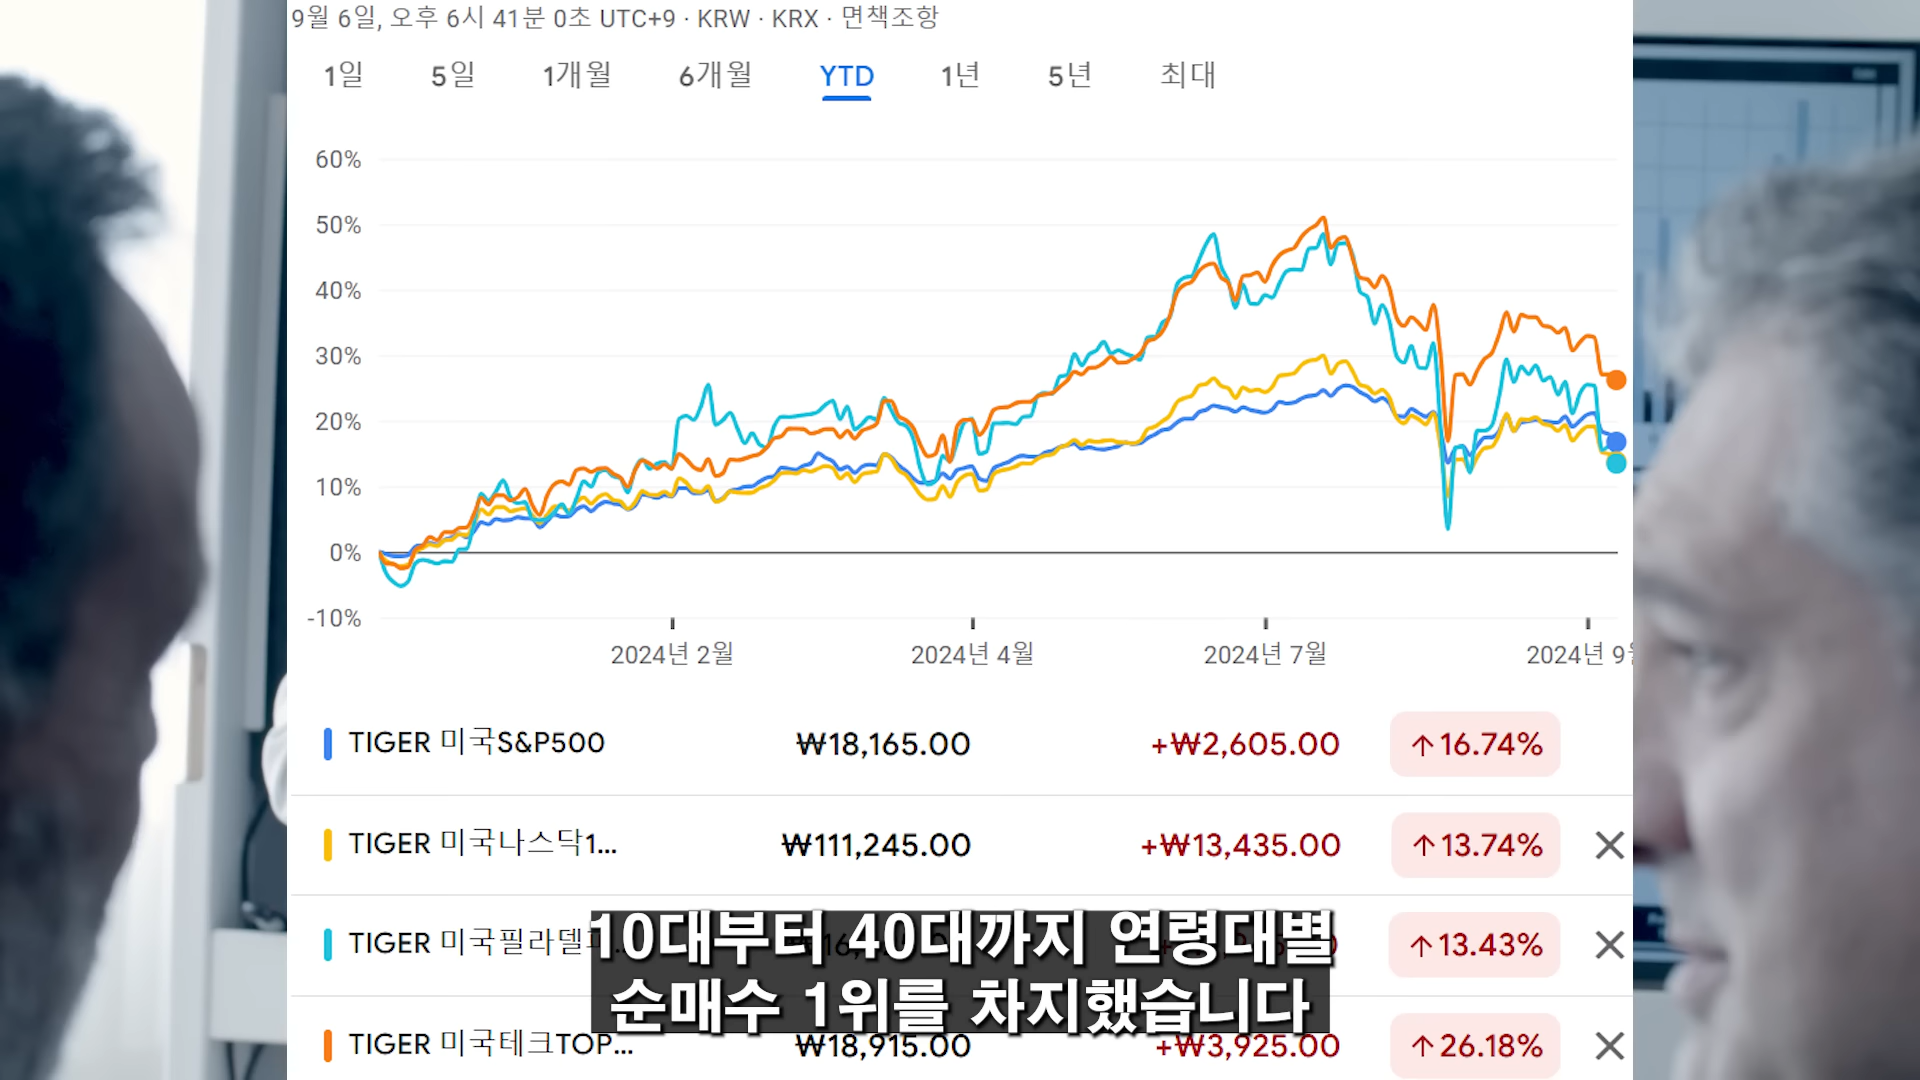 9월 6일, 오후 6시 41분 0초 UTC+9 · KRW · KRX · 면책조항
1일 5일 1개월 6개월 YTD 1년 5년 최대
60%
50%
40%
30%
20%
10%
0%
-10%
2024년 2월 2024년 4월 2024년 7월 2024년 9월
TIGER 미국S&P500 ₩18,165.00 +₩2,605.00 ↑16.74%
TIGER 미국나스닥1... ₩111,245.00 +₩13,435.00 ↑13.74%
TIGER 미국필라델 ↑13.43%
10대부터 40대까지 연령대별
순매수 1위를 차지했습니다
TIGER 미국테크TOP... ₩18,915.00 +₩3,925.00 ↑26.18%